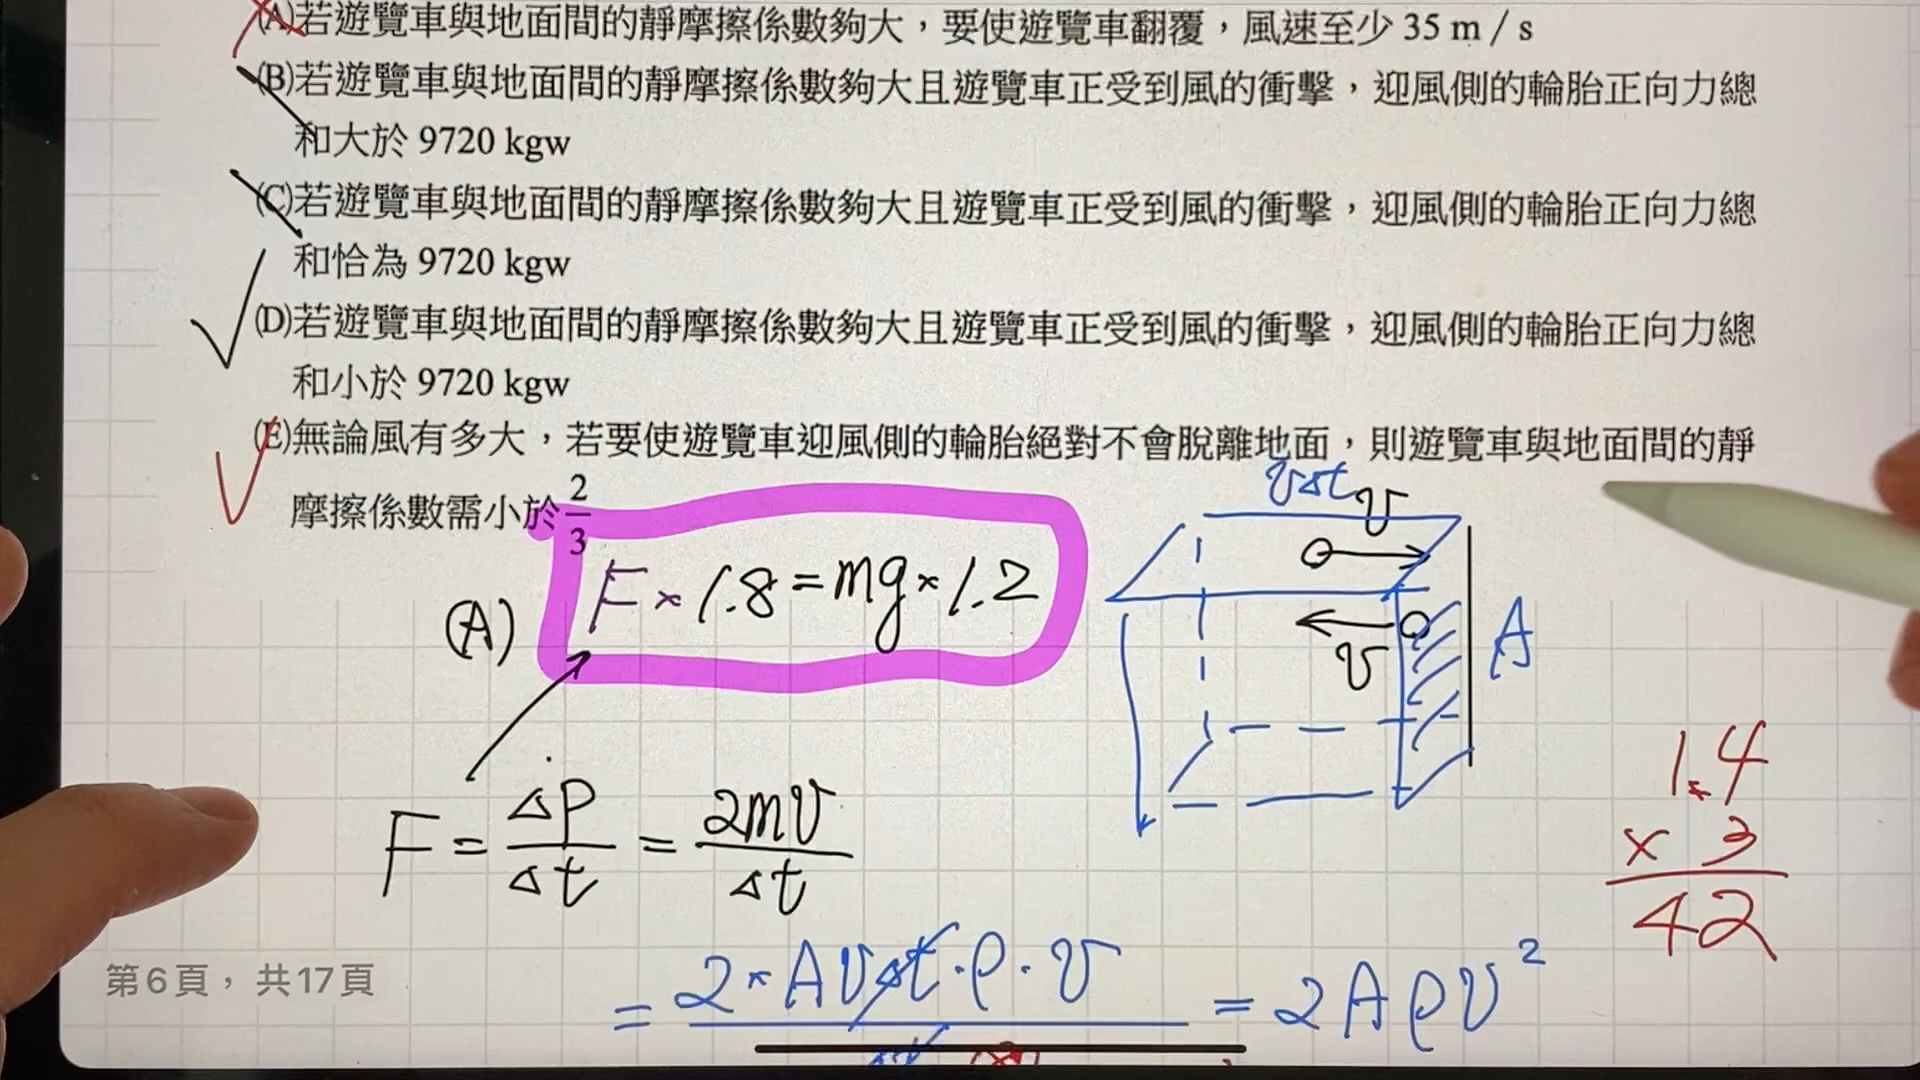 (A)若遊覽車與地面間的靜摩擦係數夠大，要使遊覽車翻覆，風速至少 35 m / s
(B)若遊覽車與地面間的靜摩擦係數夠大且遊覽車正受到風的衝擊，迎風側的輪胎正向力總
和大於 9720 kgw
(C)若遊覽車與地面間的靜摩擦係數夠大且遊覽車正受到風的衝擊，迎風側的輪胎正向力總
和恰為 9720 kgw
(D)若遊覽車與地面間的靜摩擦係數夠大且遊覽車正受到風的衝擊，迎風側的輪胎正向力總
和小於 9720 kgw
(E)無論風有多大，若要使遊覽車迎風側的輪胎絕對不會脫離地面，則遊覽車與地面間的靜
摩擦係數需小於 2/3
vΔt
v
(A) F × 1.8 = mg × 1.2
v
A
F = ΔP/Δt = 2mv/Δt
1.4
× 3
42
= 2 × AvΔt · ρ · v = 2Aρv²
第6頁，共17頁